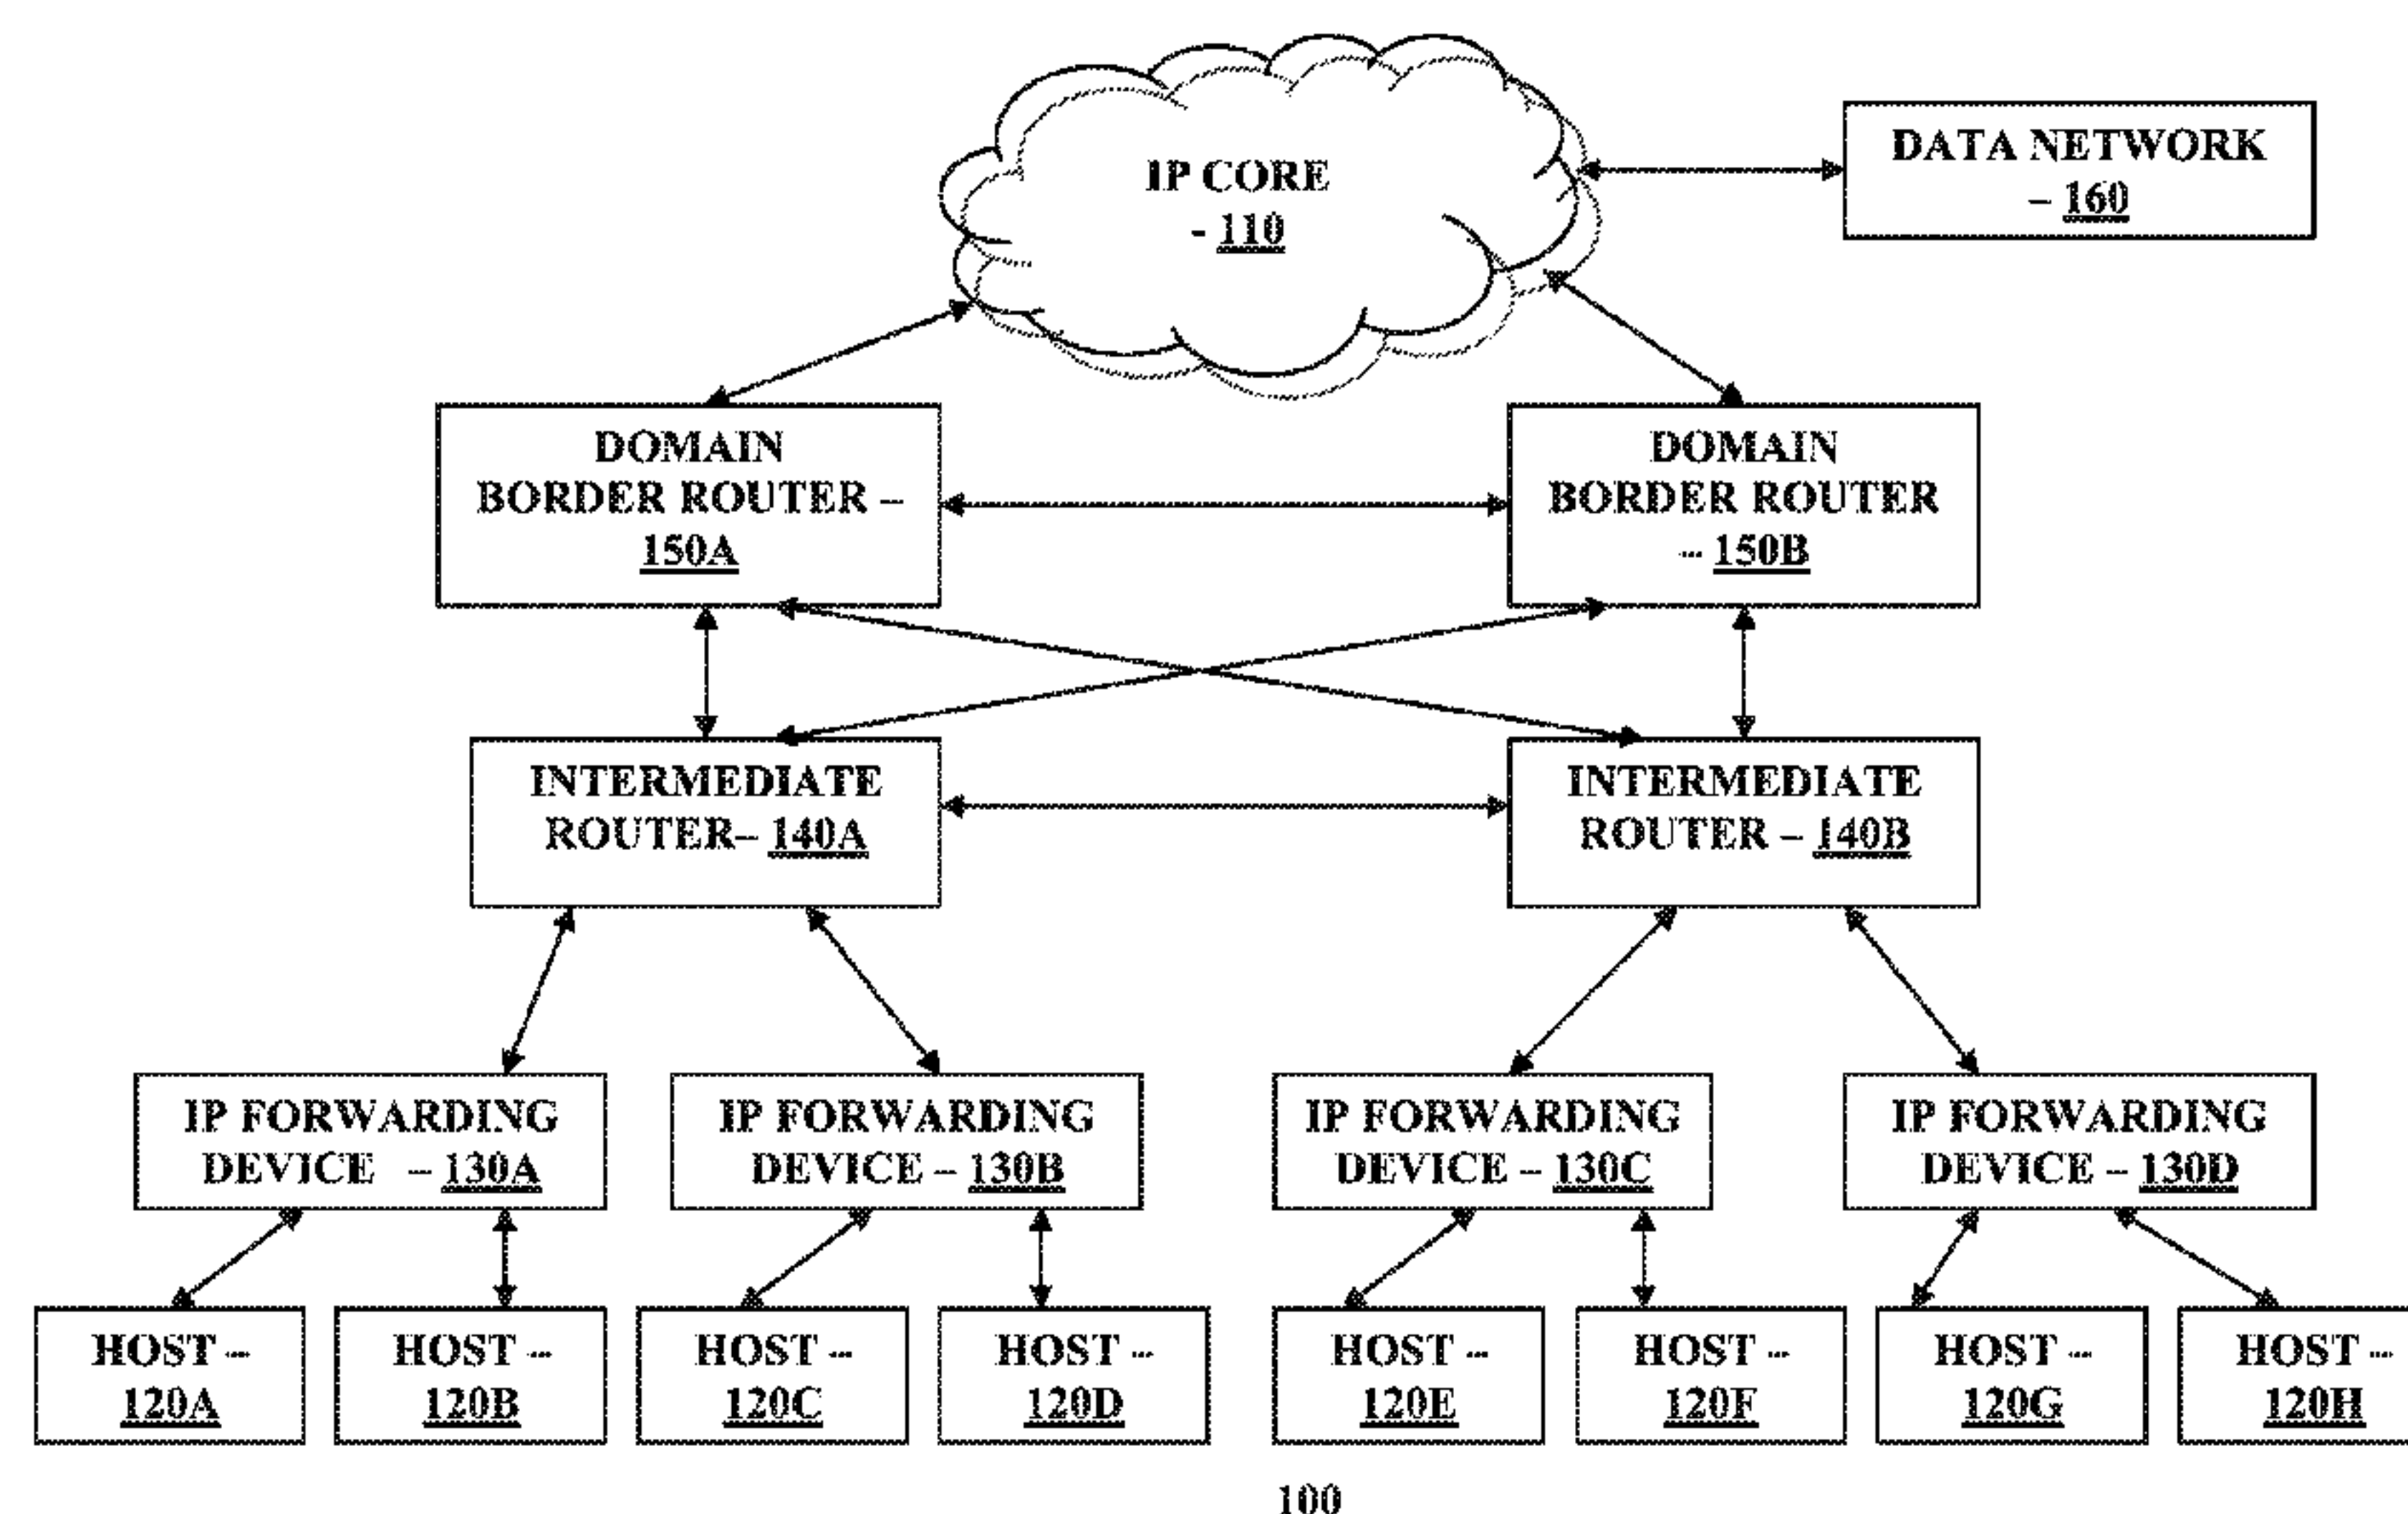 IP CORE
- 110
DATA NETWORK
– 160
DOMAIN
BORDER ROUTER –
150A
DOMAIN
BORDER ROUTER
– 150B
INTERMEDIATE
ROUTER– 140A
INTERMEDIATE
ROUTER – 140B
IP FORWARDING
DEVICE – 130A
IP FORWARDING
DEVICE – 130B
IP FORWARDING
DEVICE – 130C
IP FORWARDING
DEVICE – 130D
HOST –
120A
HOST –
120B
HOST –
120C
HOST –
120D
HOST –
120E
HOST –
120F
HOST –
120G
HOST –
120H
100